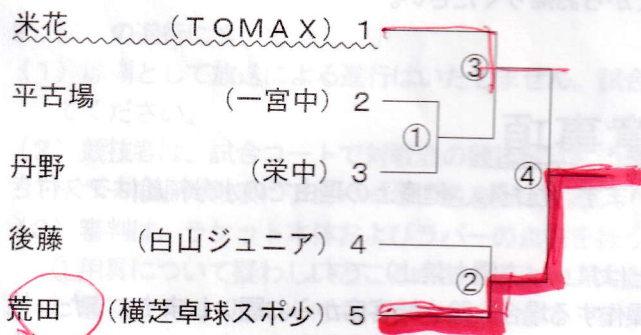 米花 (TOMAX) 1
平古場 (一宮中) 2
丹野 (栄中) 3
後藤 (白山ジュニア) 4
荒田 (横芝卓球スポ少) 5
③
①
④
②